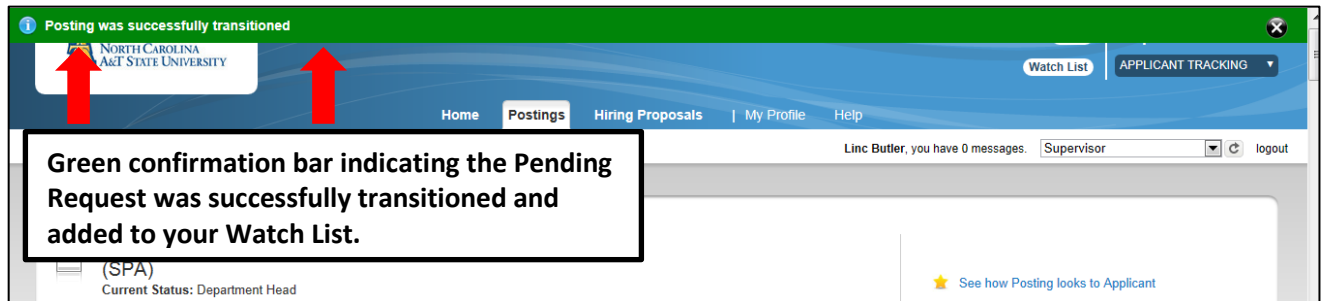 Posting was successfully transitioned
NORTH CAROLINA
A&T STATE UNIVERSITY
Watch List
APPLICANT TRACKING
Home Postings Hiring Proposals | My Profile Help
Linc Butler, you have 0 messages. Supervisor logout
Green confirmation bar indicating the Pending
Request was successfully transitioned and
added to your Watch List.
(SPA)
Current Status: Department Head
See how Posting looks to Applicant